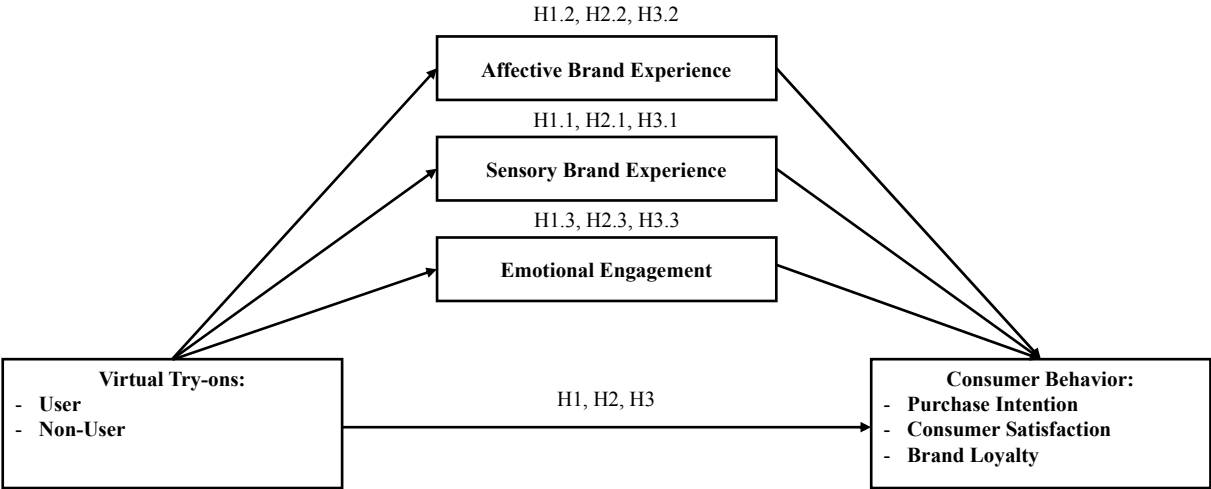 H1.2, H2.2, H3.2
Affective Brand Experience
H1.1, H2.1, H3.1
Sensory Brand Experience
H1.3, H2.3, H3.3
Emotional Engagement
Virtual Try-ons:
- User
- Non-User
H1, H2, H3
Consumer Behavior:
- Purchase Intention
- Consumer Satisfaction
- Brand Loyalty